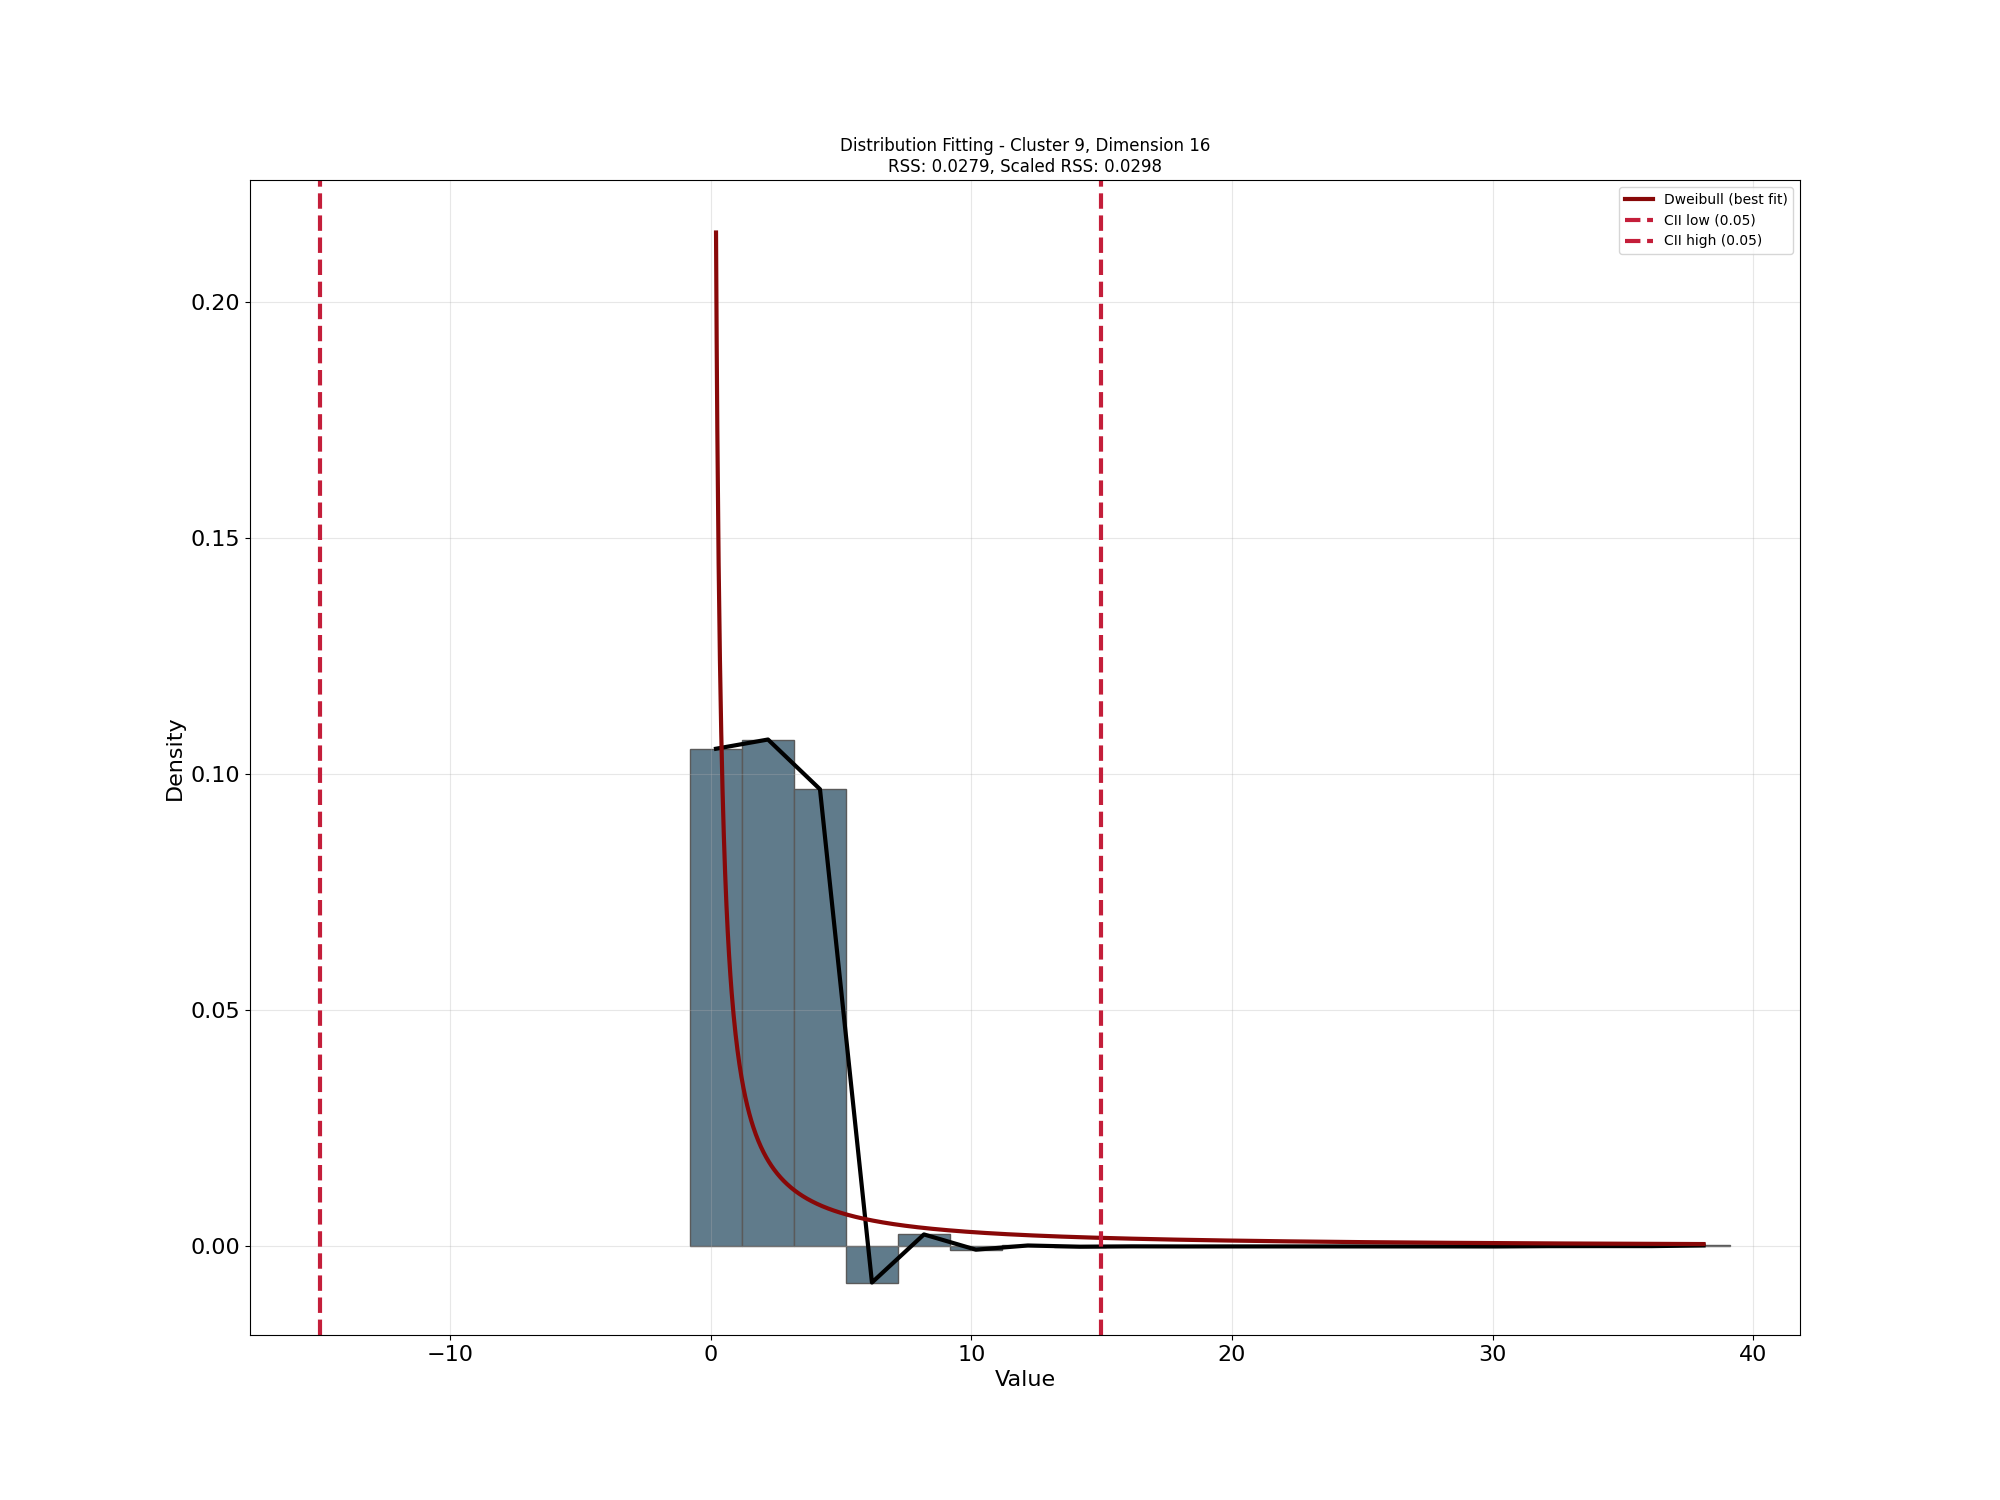 Distribution Fitting - Cluster 9, Dimension 16
RSS: 0.0279, Scaled RSS: 0.0298
Dweibull (best fit)
CII low (0.05)
CII high (0.05)
0.20
0.15
0.10
0.05
0.00
Density
−10
0
10
20
30
40
Value